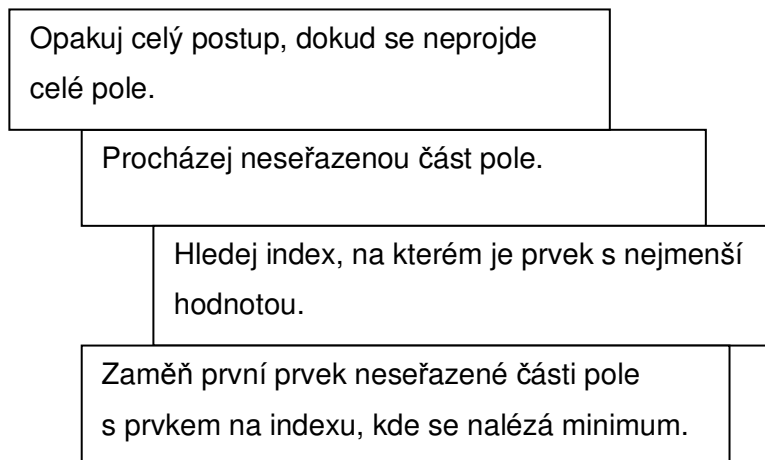 Opakuj celý postup, dokud se neprojde
celé pole.
Procházej neseřazenou část pole.
Hledej index, na kterém je prvek s nejmenší
hodnotou.
Zaměň první prvek neseřazené části pole
s prvkem na indexu, kde se nalézá minimum.